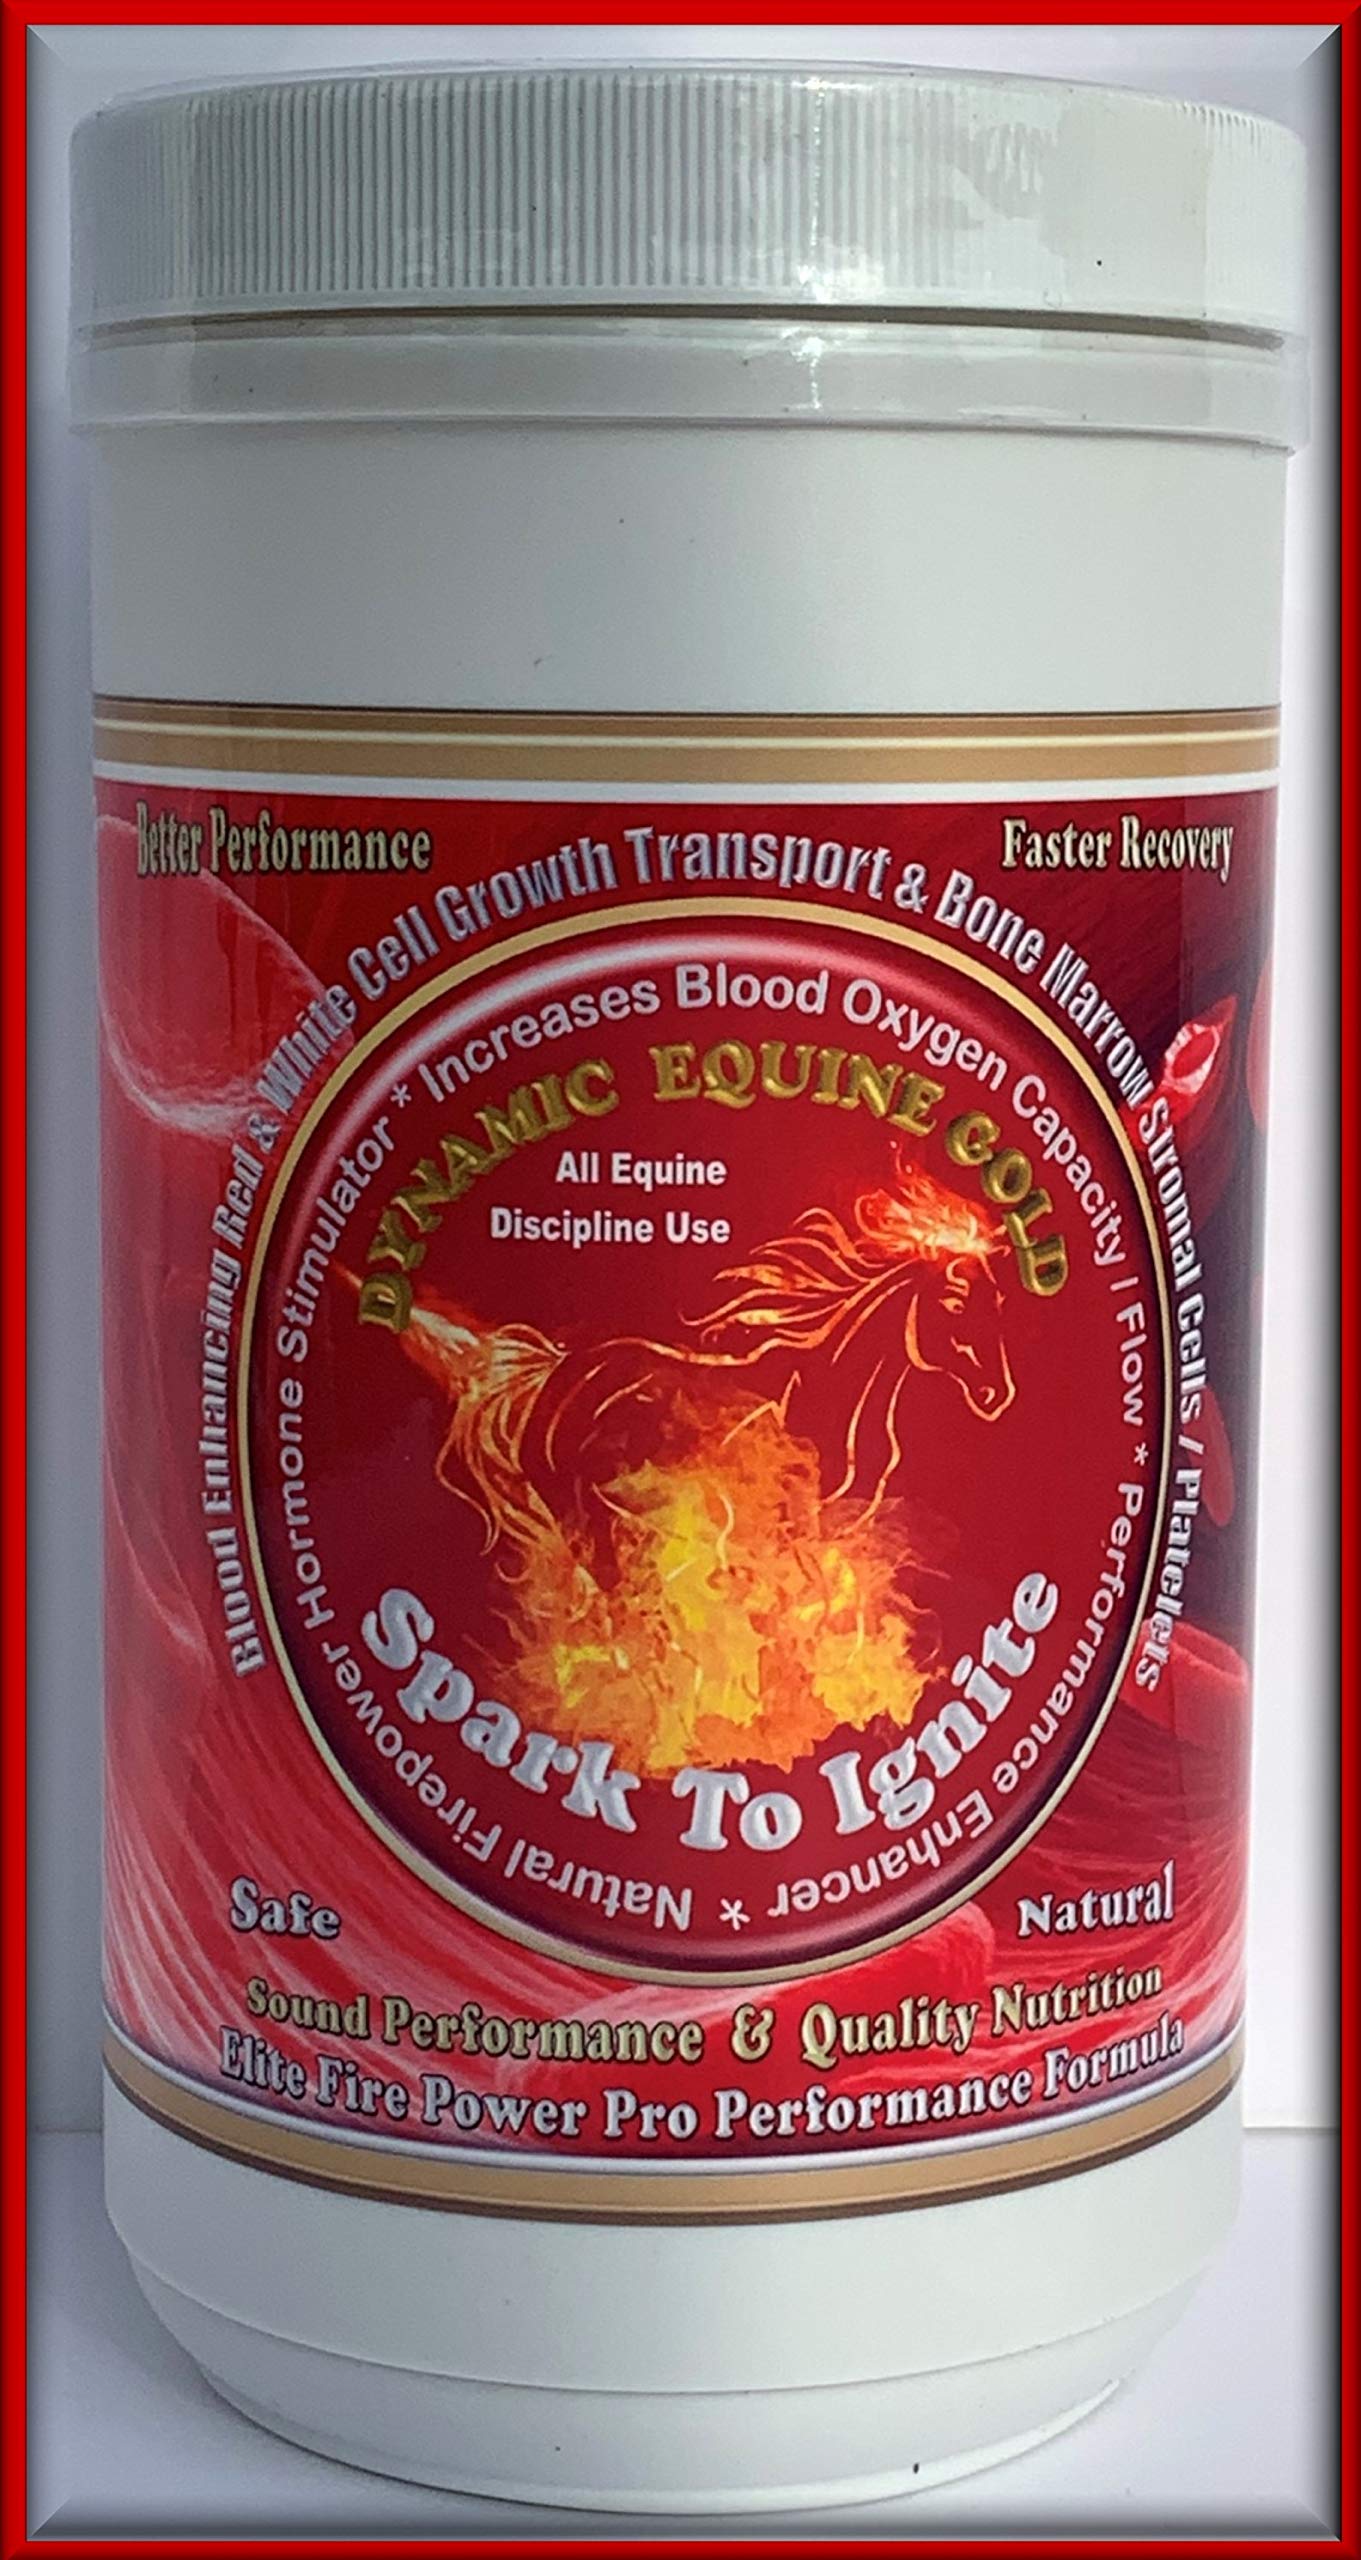 Better Performance
Faster Recovery
Blood Enhancing Red & White Cell Growth Transport & Bone Marrow Stromal Cells / Platelets
* Increases Blood Oxygen Capacity / Flow * Performance Enhancer * Natural Firepower Hormone Stimulator
DYNAMIC EQUINE GOLD
All Equine
Discipline Use
Spark To Ignite
Safe
Natural
Sound Performance & Quality Nutrition
Elite Fire Power Pro Performance Formula